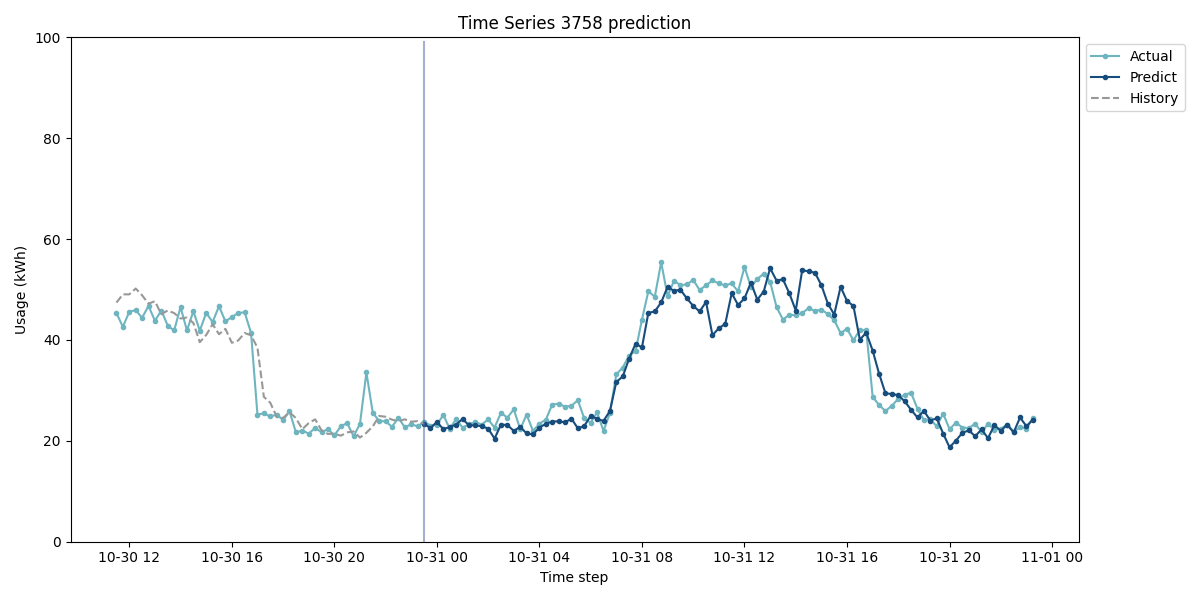 Time Series 3758 prediction
100
80
60
40
20
0
Usage (kWh)
10-30 12
10-30 16
10-30 20
10-31 00
10-31 04
10-31 08
10-31 12
10-31 16
10-31 20
11-01 00
Time step
Actual
Predict
History